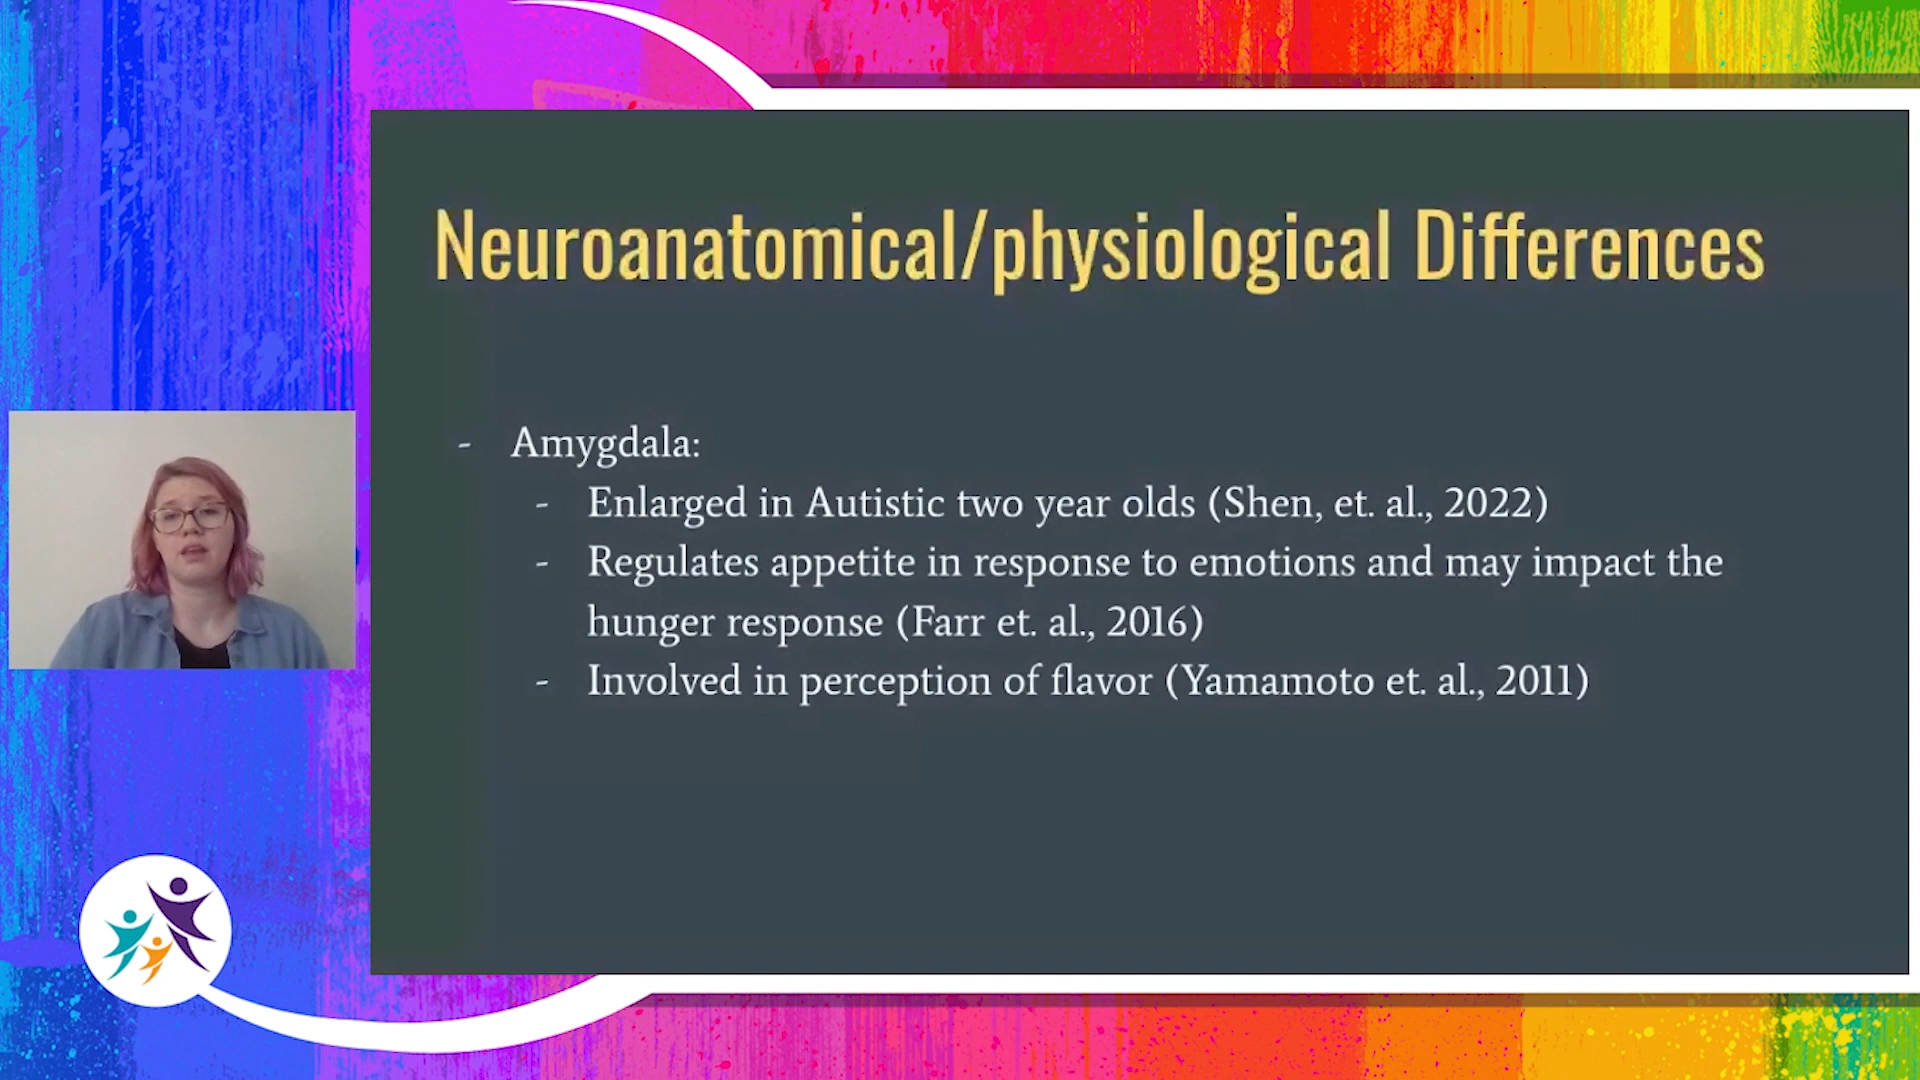 Neuroanatomical/physiological Differences
- Amygdala:
- Enlarged in Autistic two year olds (Shen, et. al., 2022)
- Regulates appetite in response to emotions and may impact the
hunger response (Farr et. al., 2016)
- Involved in perception of flavor (Yamamoto et. al., 2011)